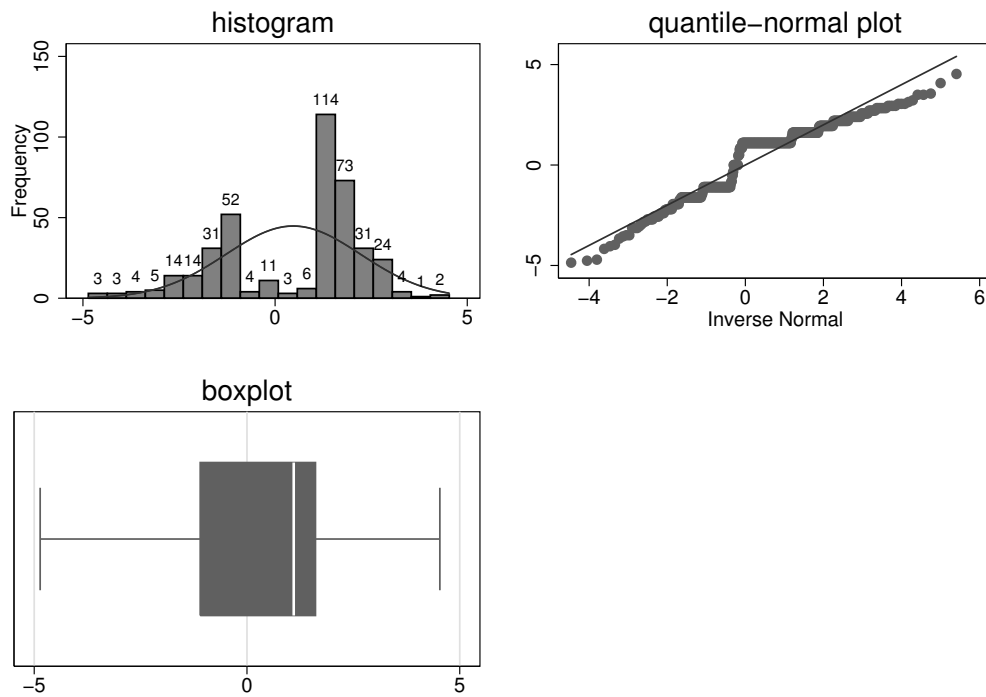 histogram
Frequency
150
100
50
0
3 3 4 5 14 14 31 52 4 11 3 6 114 73 31 24 4 1 2
−5 0 5
quantile−normal plot
5
0
−5
−4 −2 0 2 4 6
Inverse Normal
boxplot
−5 0 5